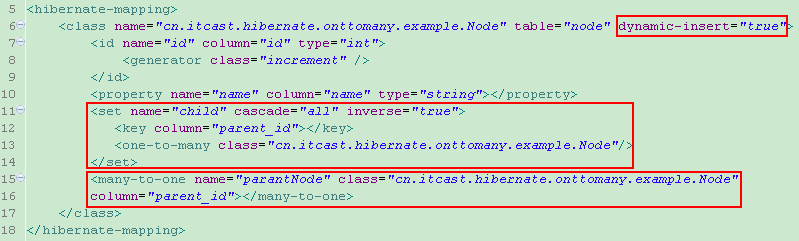 5 <hibernate-mapping>
6 <class name="cn.itcast.hibernate.onttomany.example.Node" table="node" dynamic-insert="true">
7 <id name="id" column="id" type="int">
8 <generator class="increment" />
9 </id>
10 <property name="name" column="name" type="string"></property>
11 <set name="child" cascade="all" inverse="true">
12 <key column="parent_id"></key>
13 <one-to-many class="cn.itcast.hibernate.onttomany.example.Node"/>
14 </set>
15 <many-to-one name="parantNode" class="cn.itcast.hibernate.onttomany.example.Node"
16 column="parent_id"></many-to-one>
17 </class>
18 </hibernate-mapping>